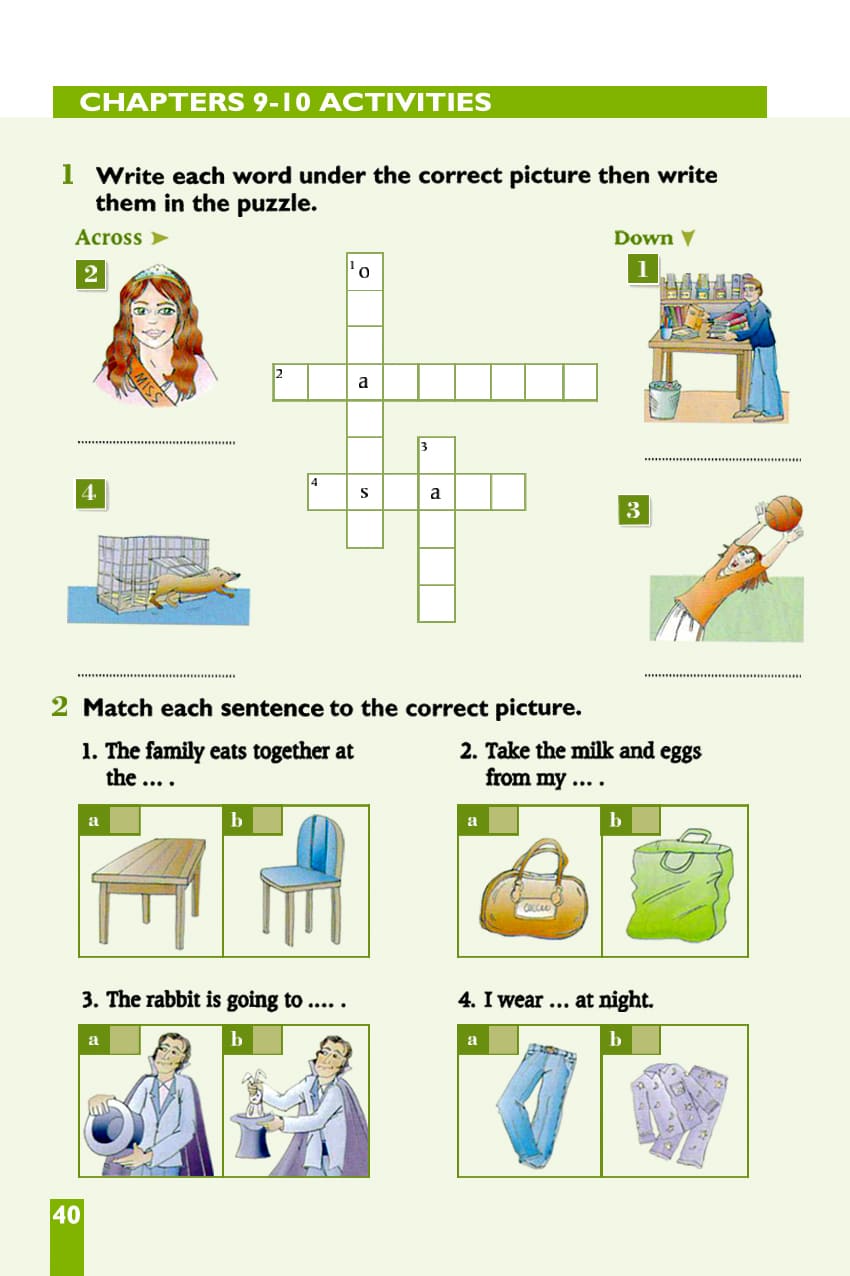 CHAPTERS 9-10 ACTIVITIES
1 Write each word under the correct picture then write
them in the puzzle.
Across
Down
2
MISS
1
1 o
2 a
3
4 s a
4
3
2 Match each sentence to the correct picture.
1. The family eats together at
the ... .
a
b
2. Take the milk and eggs
from my ... .
a
b
3. The rabbit is going to .... .
a
b
4. I wear ... at night.
a
b
40